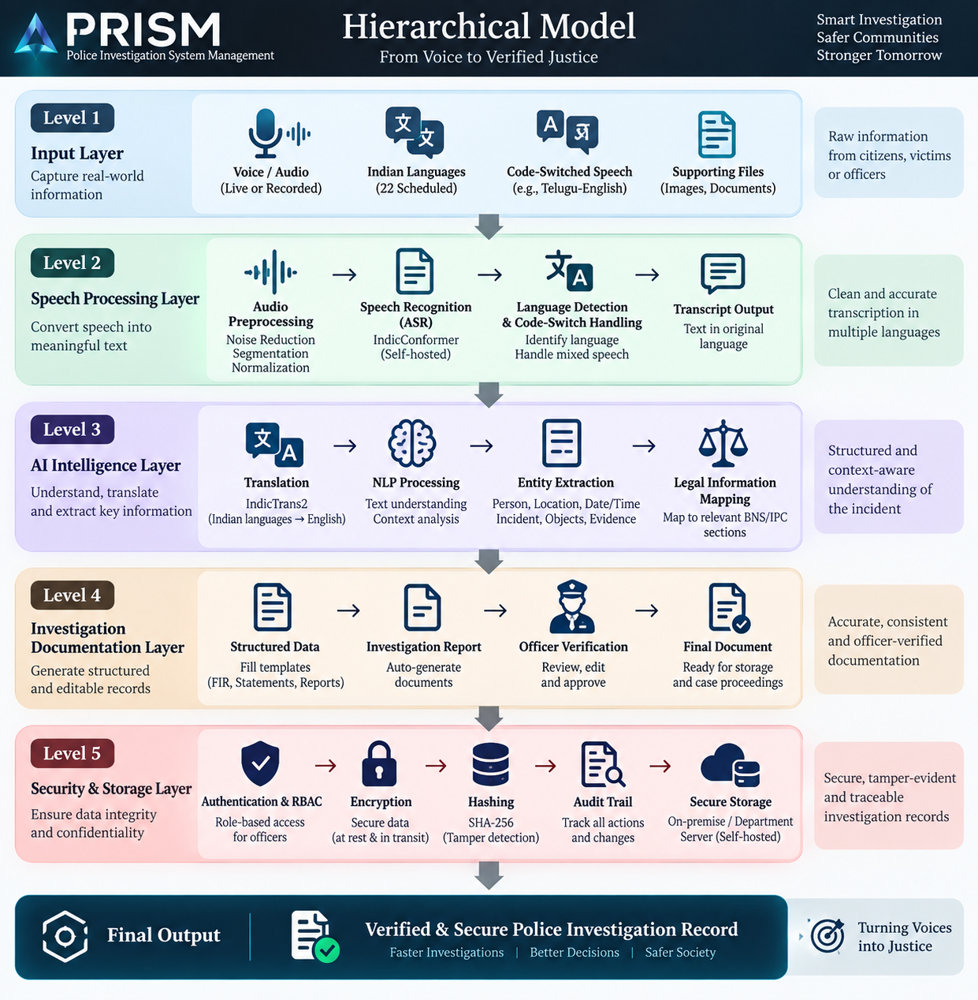 PRISM
Police Investigation System Management
Hierarchical Model
From Voice to Verified Justice
Smart Investigation
Safer Communities
Stronger Tomorrow
Level 1
Input Layer
Capture real-world
information
文
文
Voice / Audio
(Live or Recorded)
Indian Languages
(22 Scheduled)
A
Code-Switched Speech
(e.g., Telugu-English)
Supporting Files
(Images, Documents)
Raw information
from citizens, victims
or officers
Level 2
Speech Processing Layer
Convert speech into
meaningful text
Audio
Preprocessing
Noise Reduction
Segmentation
Normalization
Speech Recognition
(ASR)
IndicConformer
(Self-hosted)
文 A
Language Detection
& Code-Switch Handling
Identify language
Handle mixed speech
Transcript Output
Text in original
language
Clean and accurate
transcription in
multiple languages
Level 3
AI Intelligence Layer
Understand, translate
and extract key information
文 A
Translation
IndicTrans2
(Indian languages → English)
NLP Processing
Text understanding
Context analysis
Entity Extraction
Person, Location, Date/Time
Incident, Objects, Evidence
Legal Information
Mapping
Map to relevant BNS/IPC
sections
Structured and
context-aware
understanding of
the incident
Level 4
Investigation
Documentation Layer
Generate structured
and editable records
Structured Data
Fill templates
(FIR, Statements, Reports)
Investigation Report
Auto-generate
documents
Officer Verification
Review, edit
and approve
Final Document
Ready for storage
and case proceedings
Accurate, consistent
and officer-verified
documentation
Level 5
Security & Storage Layer
Ensure data integrity
and confidentiality
Authentication & RBAC
Role-based access
for officers
Encryption
Secure data
(at rest & in transit)
Hashing
SHA-256
(Tamper detection)
Audit Trail
Track all actions
and changes
Secure Storage
On-premise / Department
Server (Self-hosted)
Secure, tamper-evident
and traceable
investigation records
Final Output
Verified & Secure Police Investigation Record
Faster Investigations | Better Decisions | Safer Society
Turning Voices
into Justice